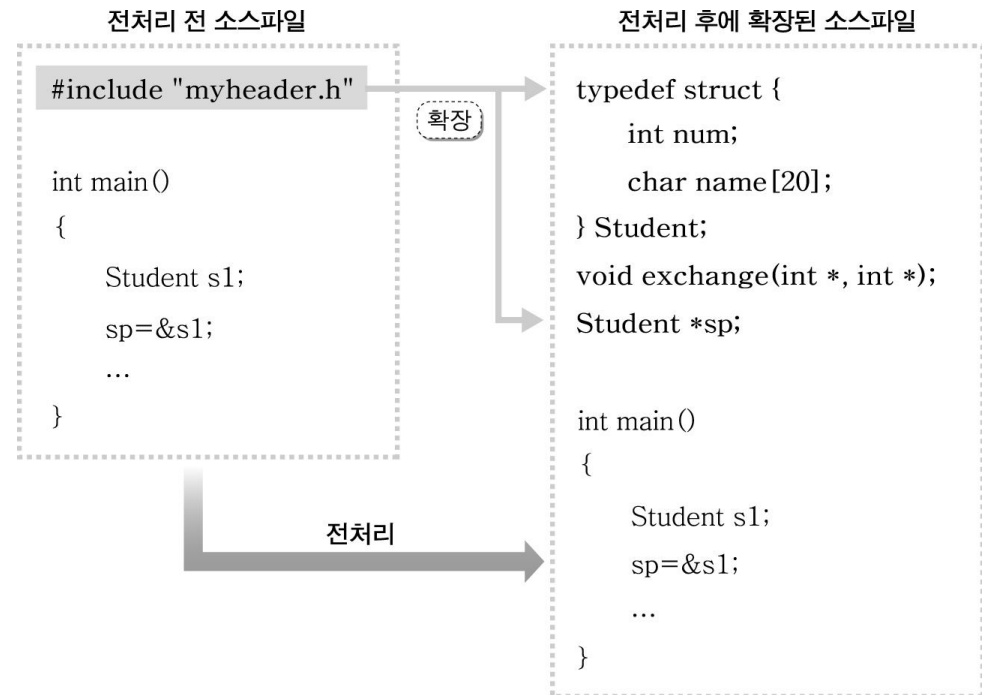 전처리 전 소스파일
#include "myheader.h"
int main()
{
Student s1;
sp=&s1;
...
}
확장
전처리
전처리 후에 확장된 소스파일
typedef struct {
int num;
char name[20];
} Student;
void exchange(int *, int *);
Student *sp;
int main()
{
Student s1;
sp=&s1;
...
}